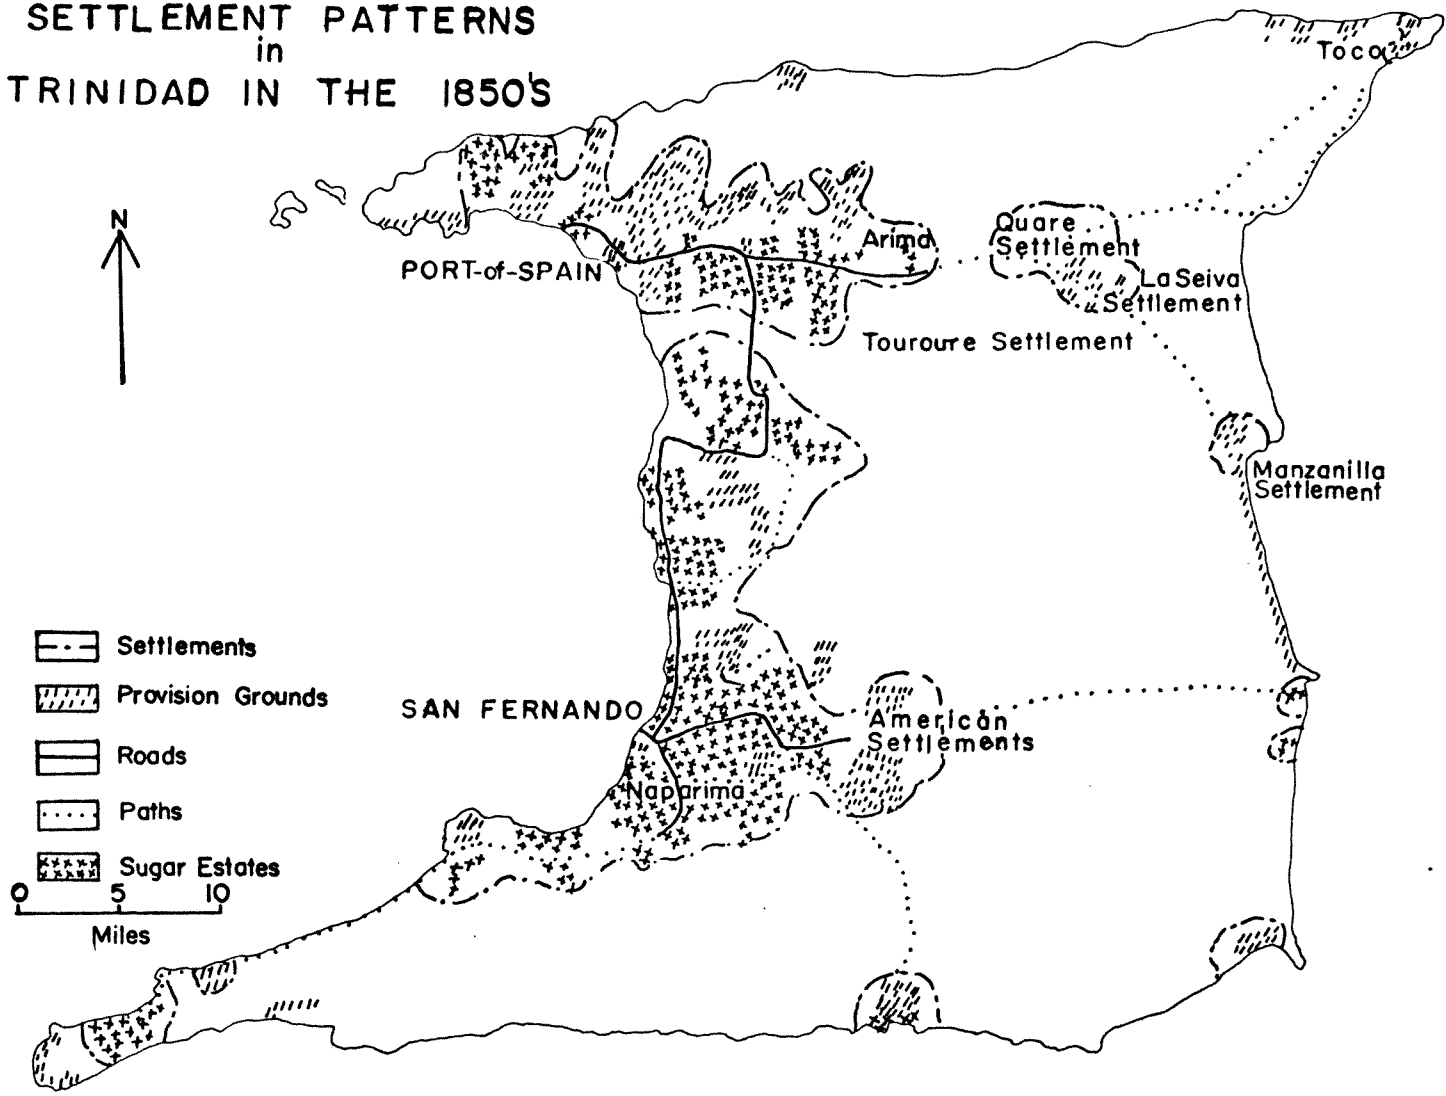 SETTLEMENT PATTERNS
in
TRINIDAD IN THE 1850'S
Toco
N
PORT-of-SPAIN
Arima
Quare
Settlement
La Seiva
Settlement
Touroure Settlement
Manzanilla
Settlement
Settlements
Provision Grounds
Roads
Paths
Sugar Estates
0 5 10
Miles
SAN FERNANDO
American
Settlements
Naparima